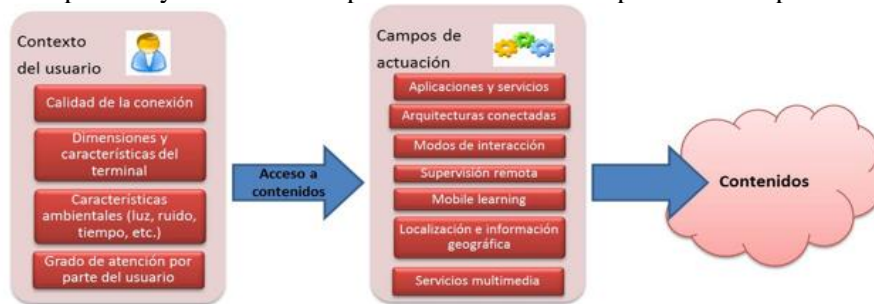 Contexto
del usuario
Calidad de la conexión
Dimensiones y
características del
terminal
Características
ambientales (luz, ruido,
tiempo, etc.)
Grado de atención por
parte del usuario
Acceso a
contenidos
Campos de
actuación
Aplicaciones y servicios
Arquitecturas conectadas
Modos de interacción
Supervisión remota
Mobile learning
Localización e información
geográfica
Servicios multimedia
Contenidos